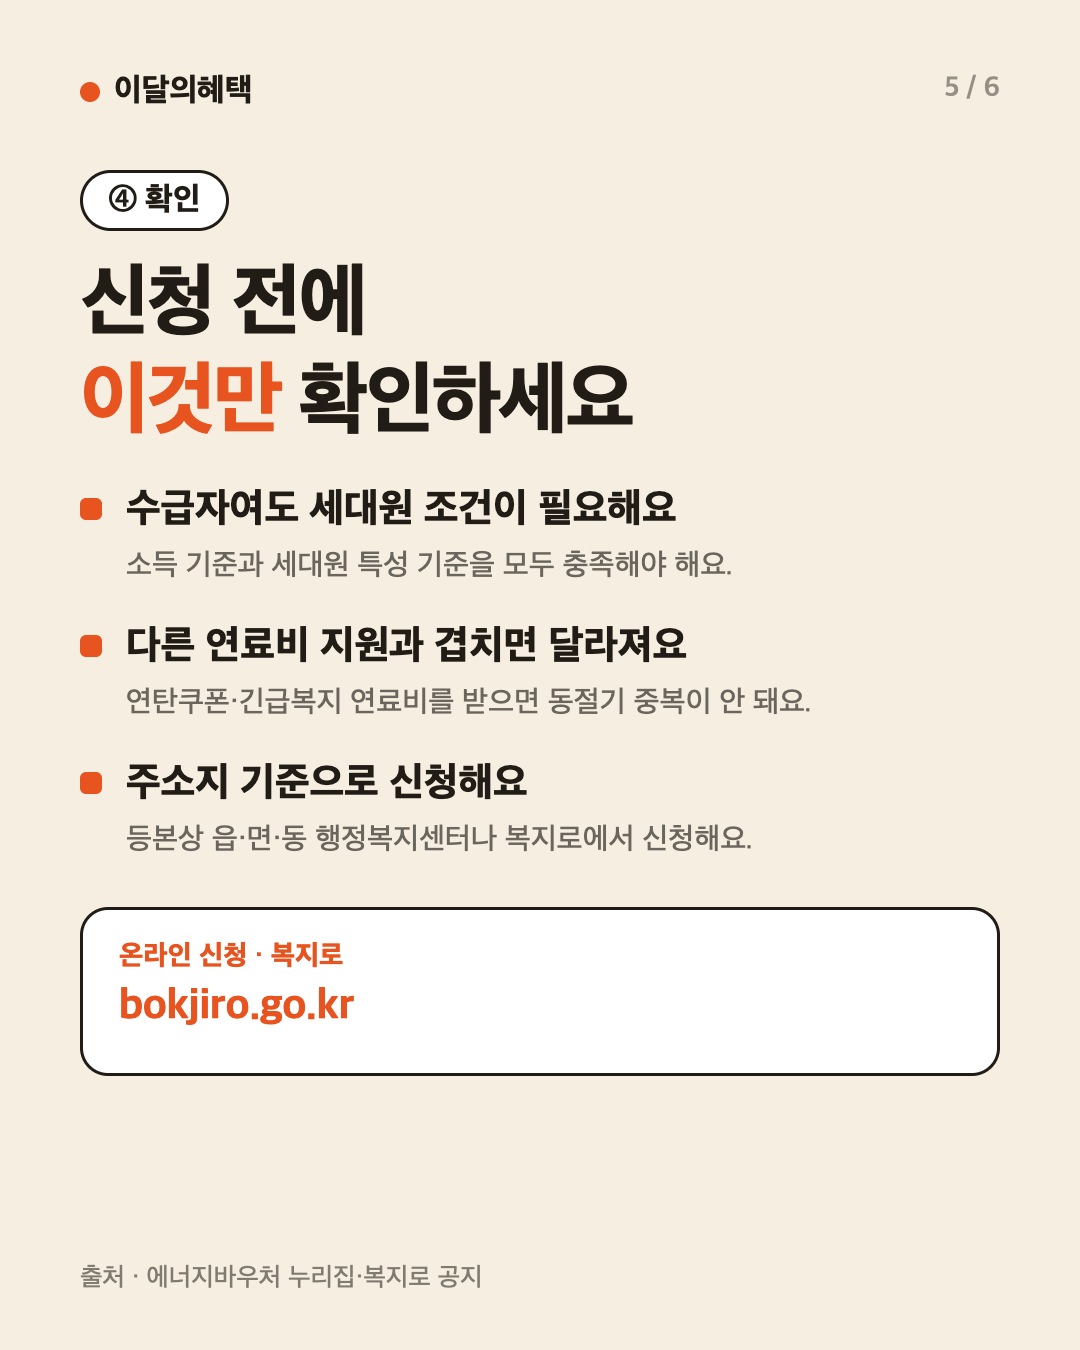 이달의혜택
5 / 6
④ 확인
신청 전에
이것만 확인하세요
수급자여도 세대원 조건이 필요해요
소득 기준과 세대원 특성 기준을 모두 충족해야 해요.
다른 연료비 지원과 겹치면 달라져요
연탄쿠폰·긴급복지 연료비를 받으면 동절기 중복이 안 돼요.
주소지 기준으로 신청해요
등본상 읍·면·동 행정복지센터나 복지로에서 신청해요.
온라인 신청 · 복지로
bokjiro.go.kr
출처 · 에너지바우처 누리집·복지로 공지